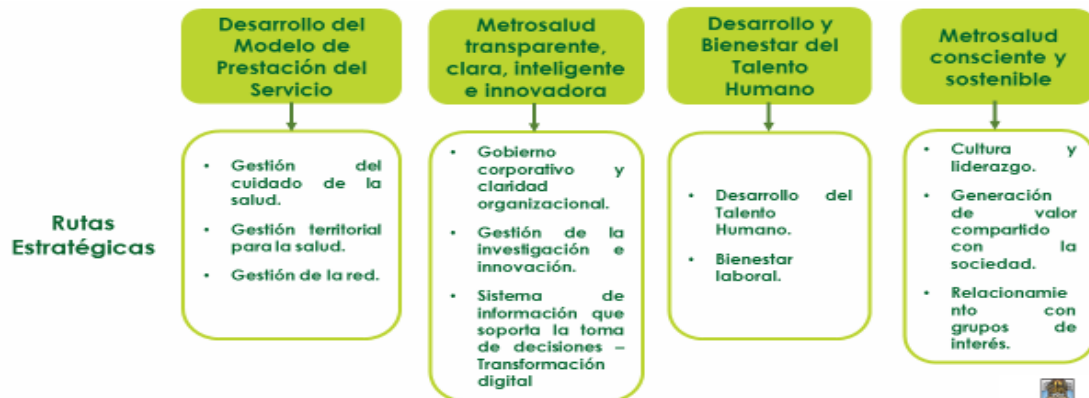 Desarrollo del
Modelo de
Prestación del
Servicio
Metrosalud
transparente,
clara, inteligente
e innovadora
Desarrollo y
Bienestar del
Talento
Humano
Metrosalud
consciente y
sostenible
Rutas
Estratégicas
• Gestión del
cuidado de la
salud.
• Gestión territorial
para la salud.
• Gestión de la red.
• Gobierno
corporativo y
claridad
organizacional.
• Gestión de la
investigación e
innovación.
• Sistema de
información que
soporta la toma
de decisiones –
Transformación
digital
• Desarrollo del
Talento
Humano.
• Bienestar
laboral.
• Cultura y
liderazgo.
• Generación
de valor
compartido
con la
sociedad.
• Relacionamie
nto con
grupos de
interés.